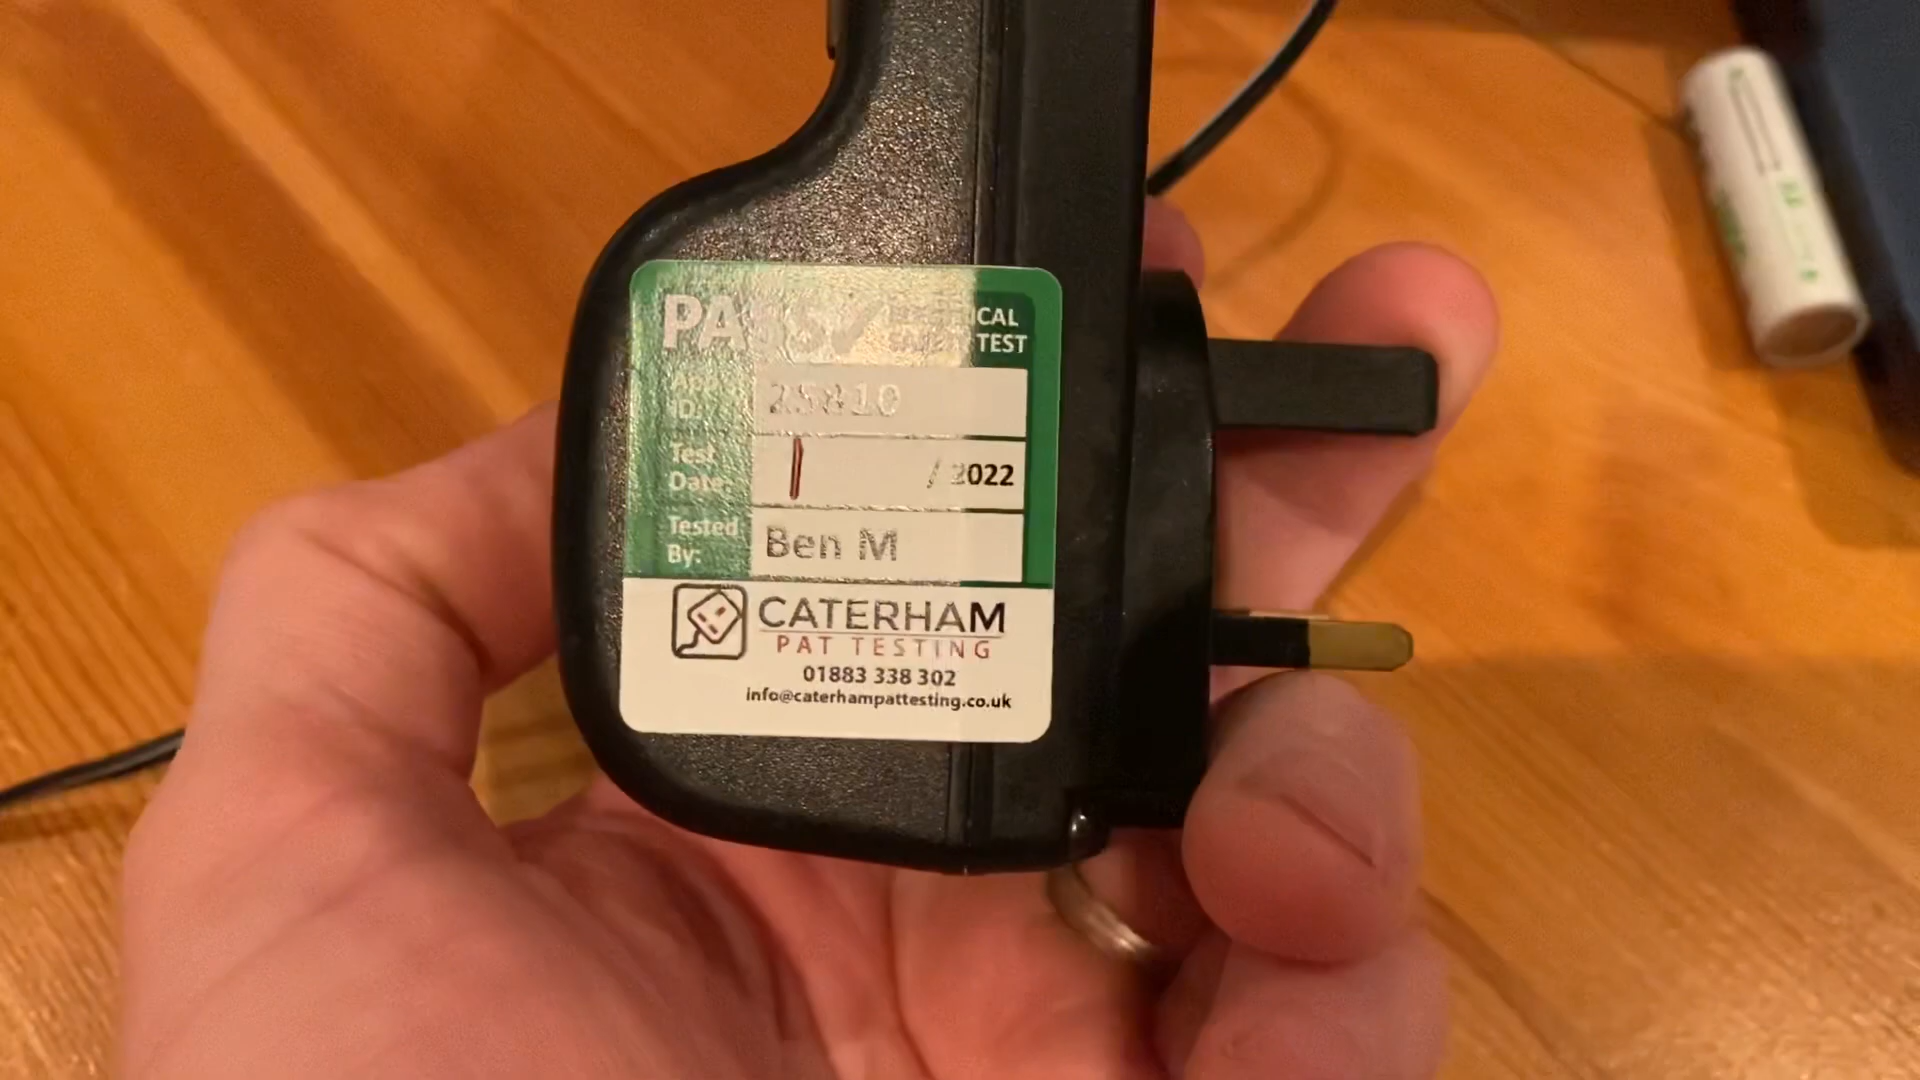 PASS ELECTRICAL
SAFETY TEST
App.
ID: 25810
Test
Date: 1 / 2022
Tested
By: Ben M
CATERHAM
PAT TESTING
01883 338 302
info@caterhampattesting.co.uk